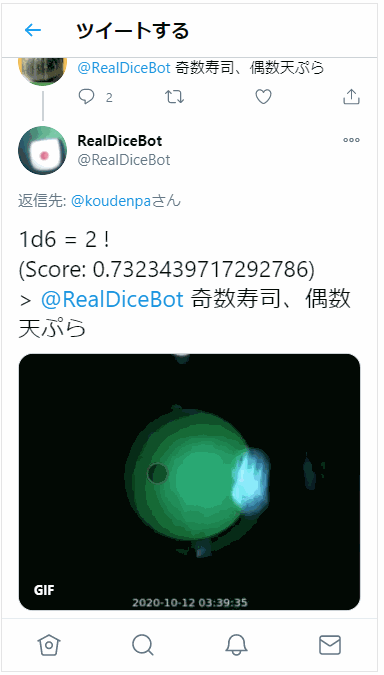 ツイートする
@RealDiceBot 奇数寿司、偶数天ぷら
2
RealDiceBot
@RealDiceBot
返信先: @koudenpaさん
1d6 = 2 !
(Score: 0.7323439717292786)
> @RealDiceBot 奇数寿司、偶数
天ぷら
GIF
2020-10-12 03:39:35